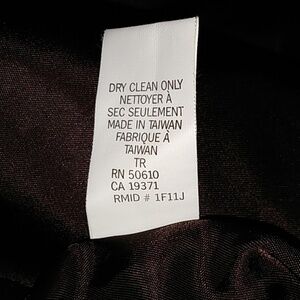 DRY CLEAN ONLY
NETTOYER À
SEC SEULEMENT
MADE IN TAIWAN
FABRIQUÉ À
TAIWAN
TR
RN 50610
CA 19371
RMID # 1F11J